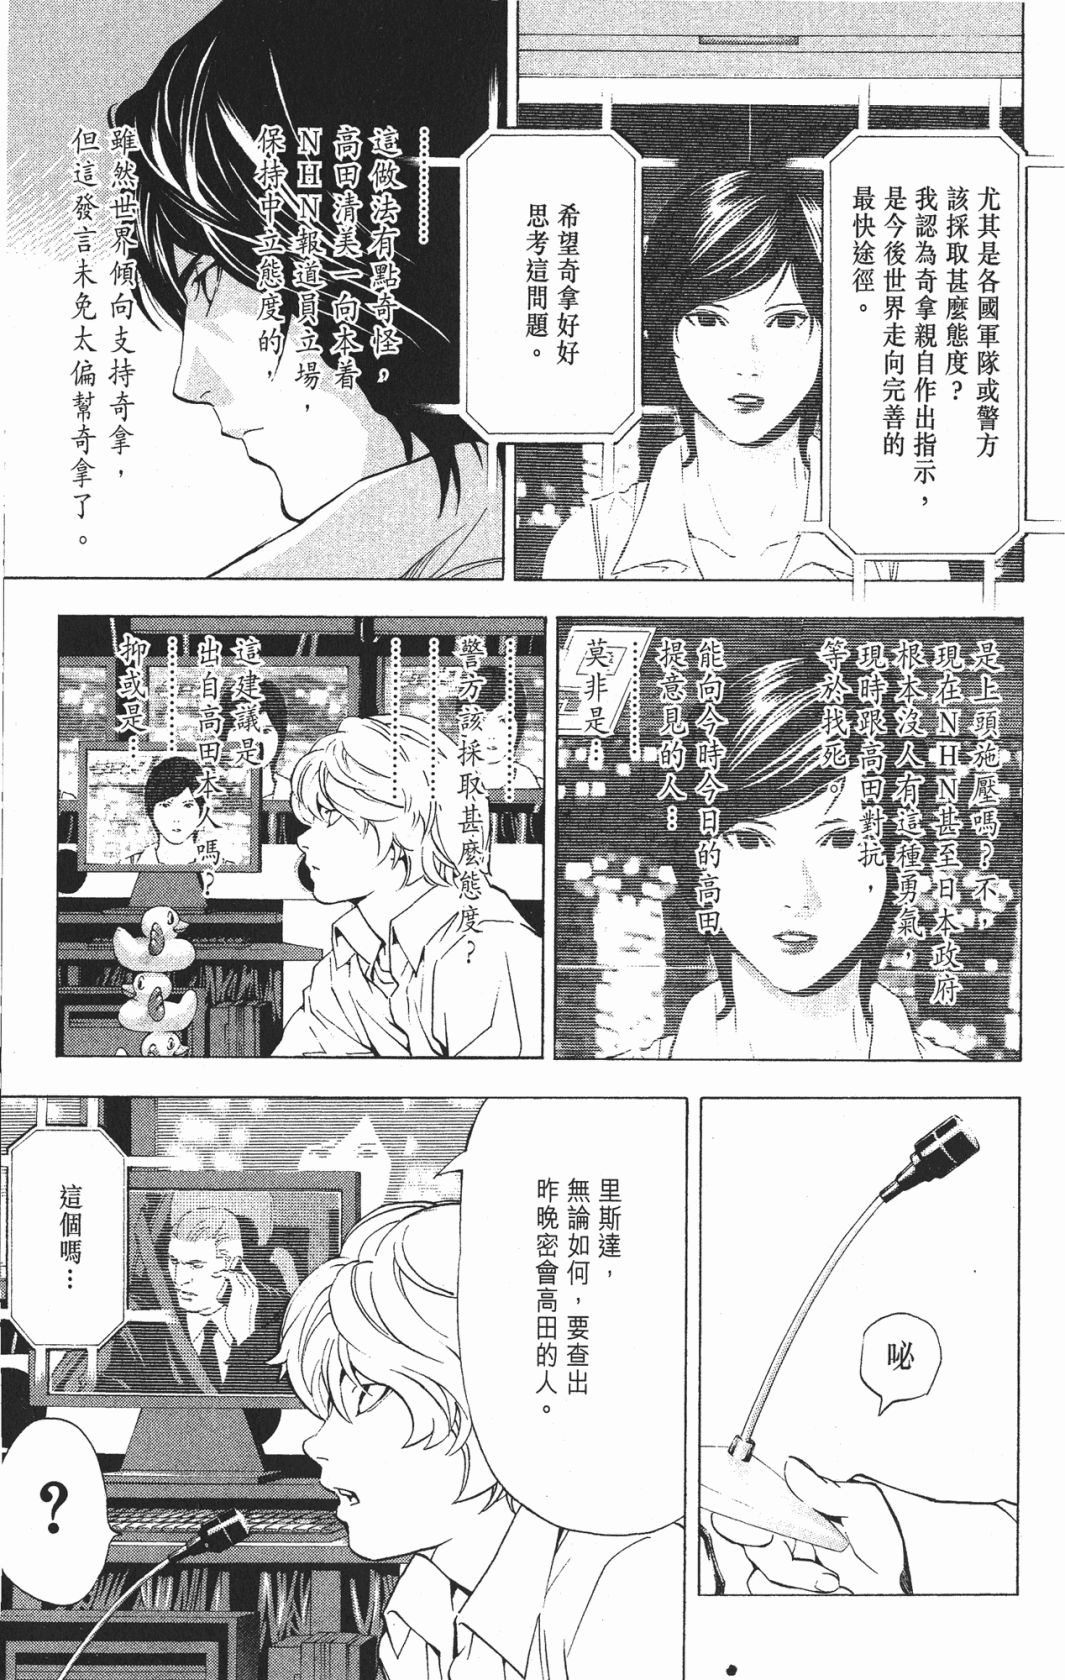 尤其是各國軍隊或警方
該採取甚麼態度？
我認為奇拿親自作出指示，
是今後世界走向完善的
最快途徑。
希望奇拿好好
思考這問題。
…………
這做法有點奇怪，
高田清美一向本着
NHN報道員立場，
保持中立態度的，
雖然世界傾向支持奇拿，
但這發言未免太偏幫奇拿了。
是上頭施壓嗎？不，
現在NHN甚至日本政府
根本沒人有這種勇氣，
現時跟高田對抗，
等於找死。
能向今時今日的高田
提意見的人…
…………
莫非是…
…………
警方該採取甚麼態度？
…………
…………
這建議是
出自高田本人嗎？
…………
抑或是…
咇
里斯達，
無論如何，要查出
昨晚密會高田的人。
這個嗎…
？